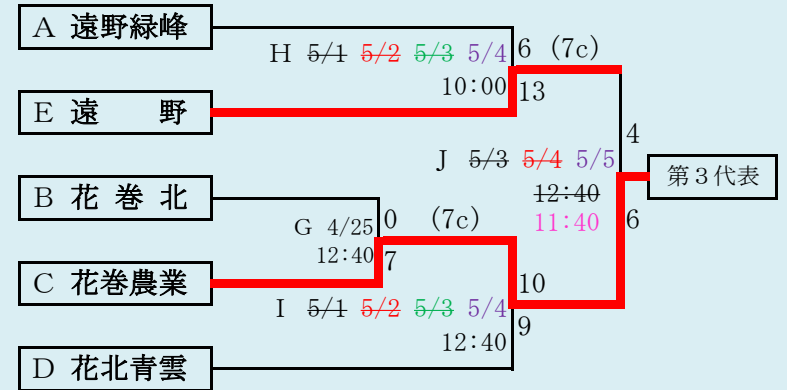 A 遠野緑峰
6 (7c)
H 5/1 5/2 5/3 5/4
10:00
13
E 遠　　野
4
J 5/3 5/4 5/5
第３代表
12:40
11:40
6
B 花 巻 北
0 (7c)
G 4/25
12:40
7
C 花巻農業
10
I 5/1 5/2 5/3 5/4
9
12:40
D 花北青雲